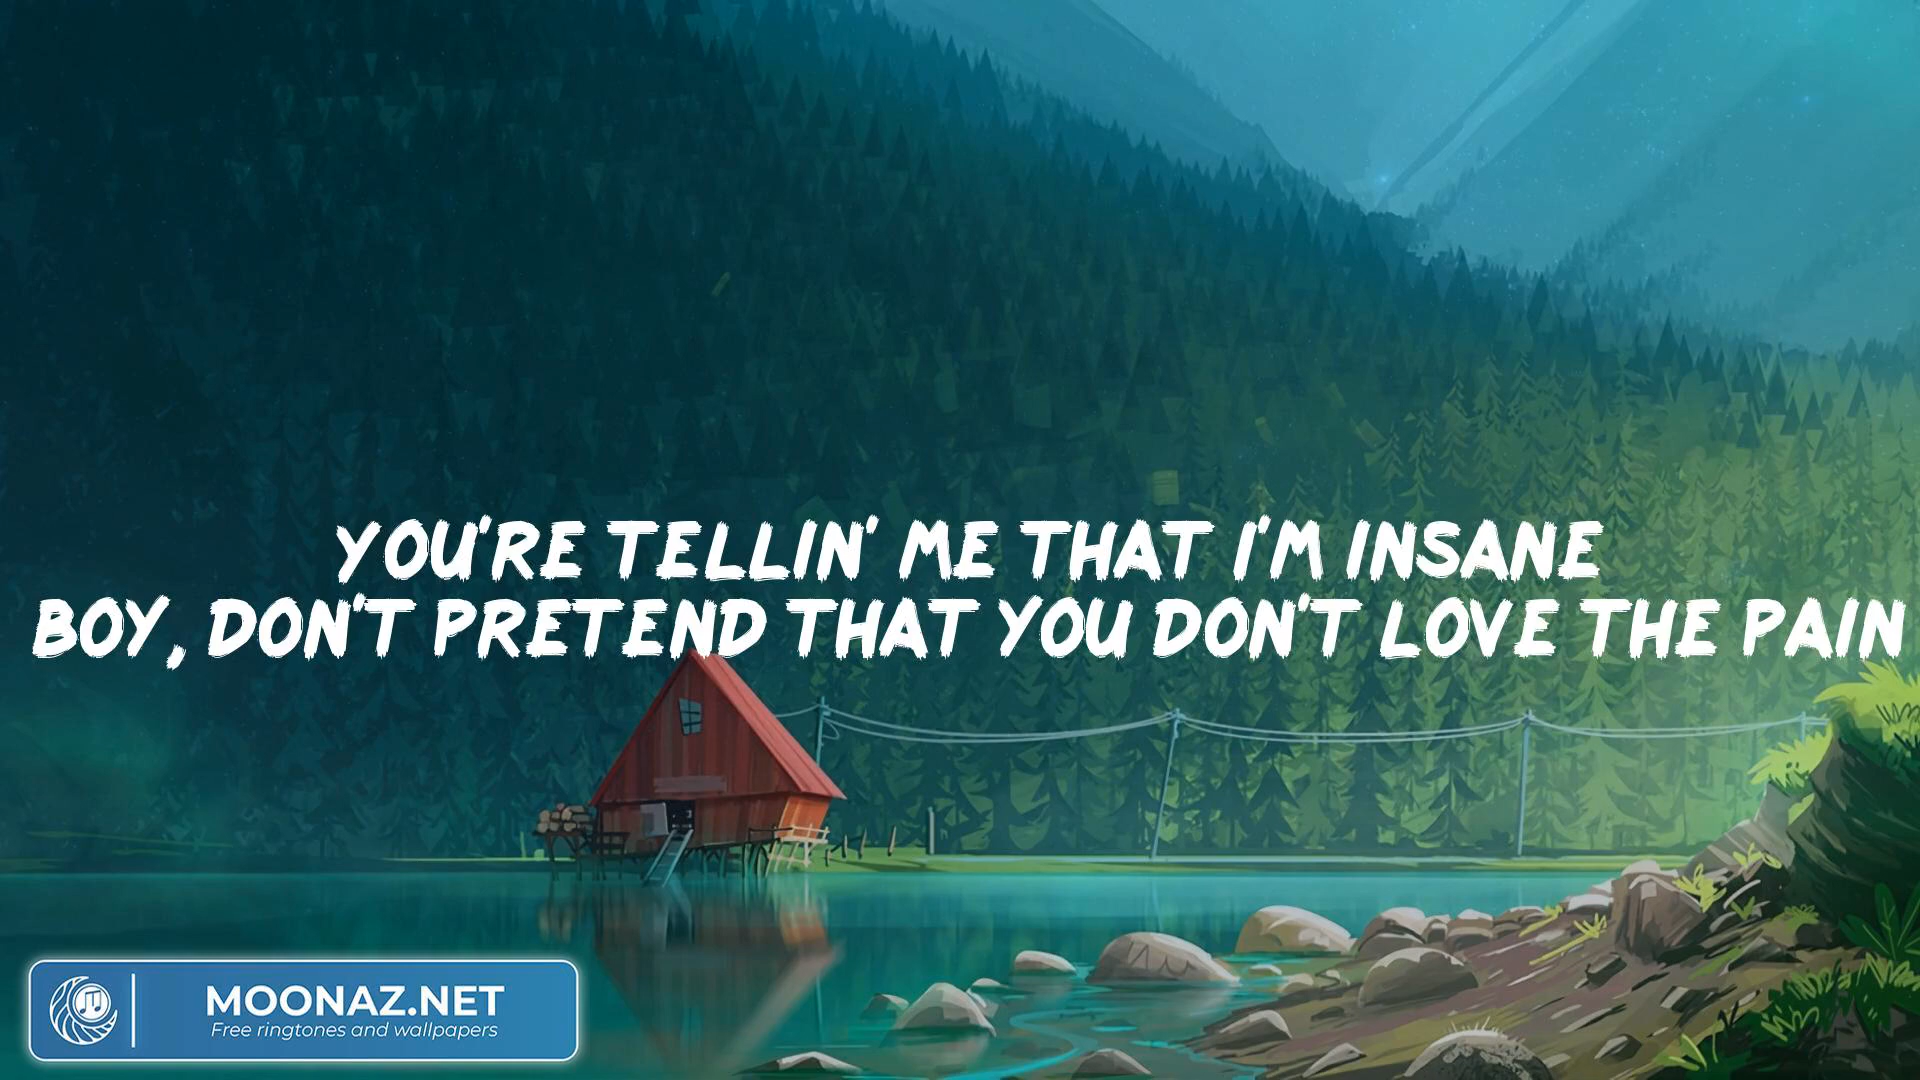 YOU'RE TELLIN' ME THAT I'M INSANE
BOY, DON'T PRETEND THAT YOU DON'T LOVE THE PAIN
MOONAZ.NET
Free ringtones and wallpapers